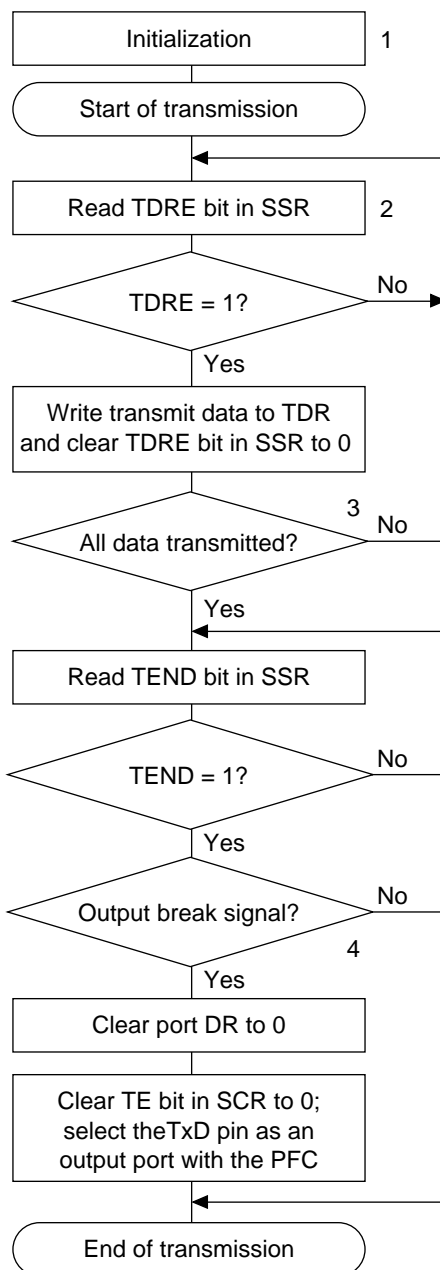 Initialization
1
Start of transmission
Read TDRE bit in SSR
2
TDRE = 1?
No
Yes
Write transmit data to TDR
and clear TDRE bit in SSR to 0
3
All data transmitted?
No
Yes
Read TEND bit in SSR
TEND = 1?
No
Yes
Output break signal?
No
4
Yes
Clear port DR to 0
Clear TE bit in SCR to 0;
select theTxD pin as an
output port with the PFC
End of transmission